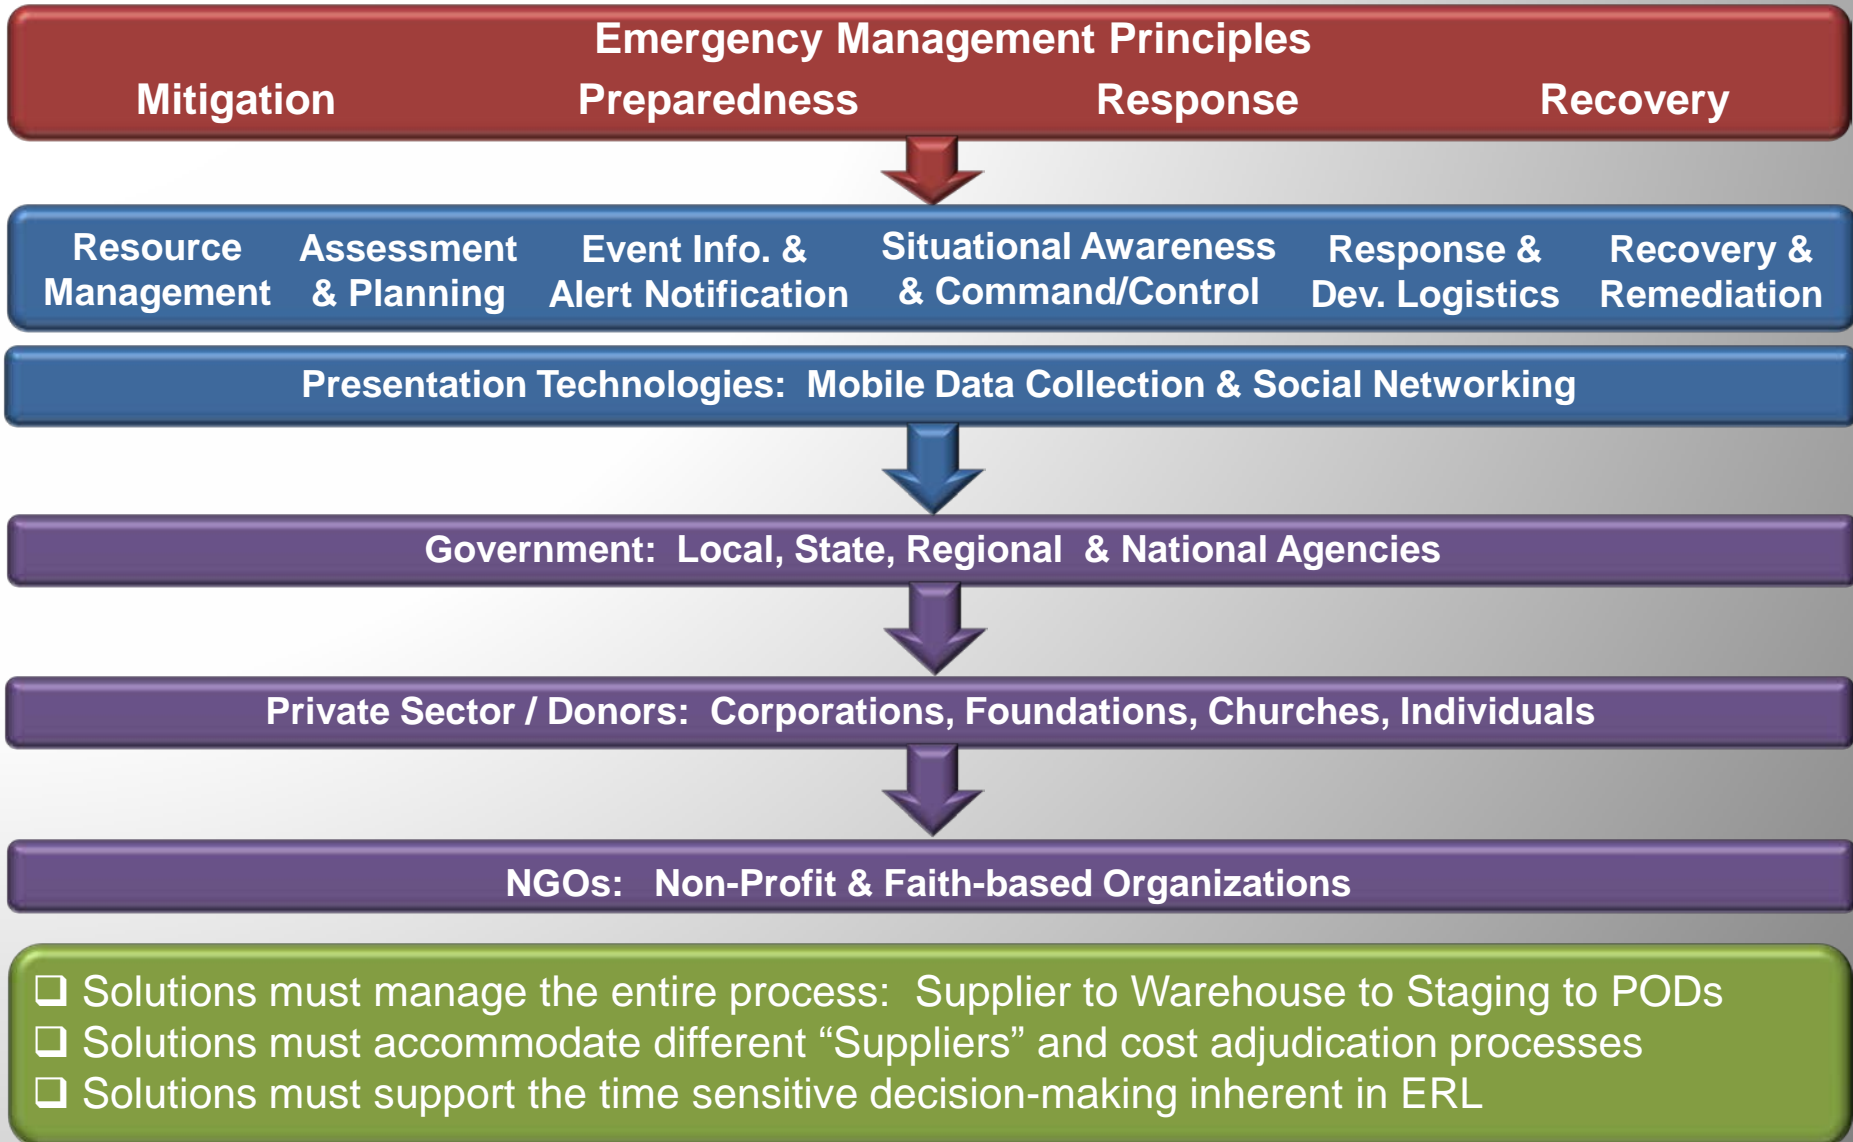 Emergency Management Principles
Mitigation Preparedness Response Recovery
Resource Management
Assessment & Planning
Event Info. & Alert Notification
Situational Awareness & Command/Control
Response & Dev. Logistics
Recovery & Remediation
Presentation Technologies: Mobile Data Collection & Social Networking
Government: Local, State, Regional & National Agencies
Private Sector / Donors: Corporations, Foundations, Churches, Individuals
NGOs: Non-Profit & Faith-based Organizations
❑ Solutions must manage the entire process: Supplier to Warehouse to Staging to PODs
❑ Solutions must accommodate different “Suppliers” and cost adjudication processes
❑ Solutions must support the time sensitive decision-making inherent in ERL